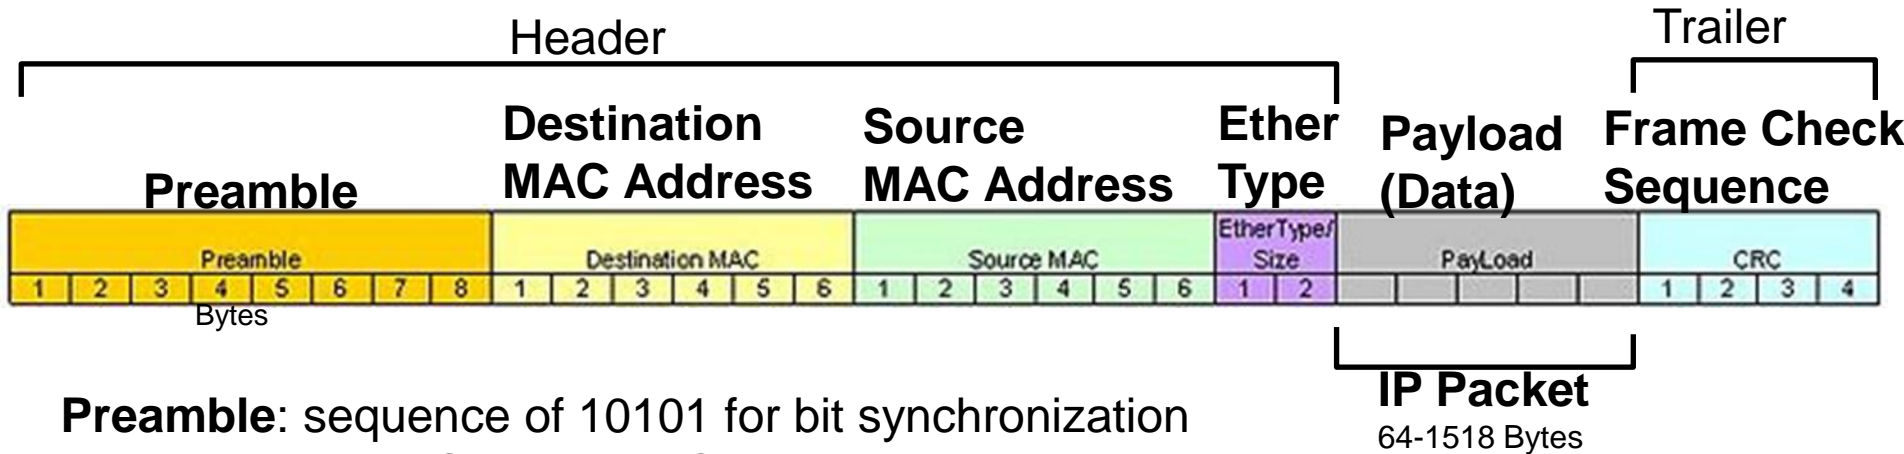 Header
Trailer
Destination
MAC Address
Source
MAC Address
Ether
Type
Payload
(Data)
Frame Check
Sequence
Preamble
Preamble
Destination MAC
Source MAC
EtherType/
Size
PayLoad
CRC
1 2 3 4 5 6 7 8 1 2 3 4 5 6 1 2 3 4 5 6 1 2 1 2 3 4
Bytes
IP Packet
64-1518 Bytes
Preamble: sequence of 10101 for bit synchronization